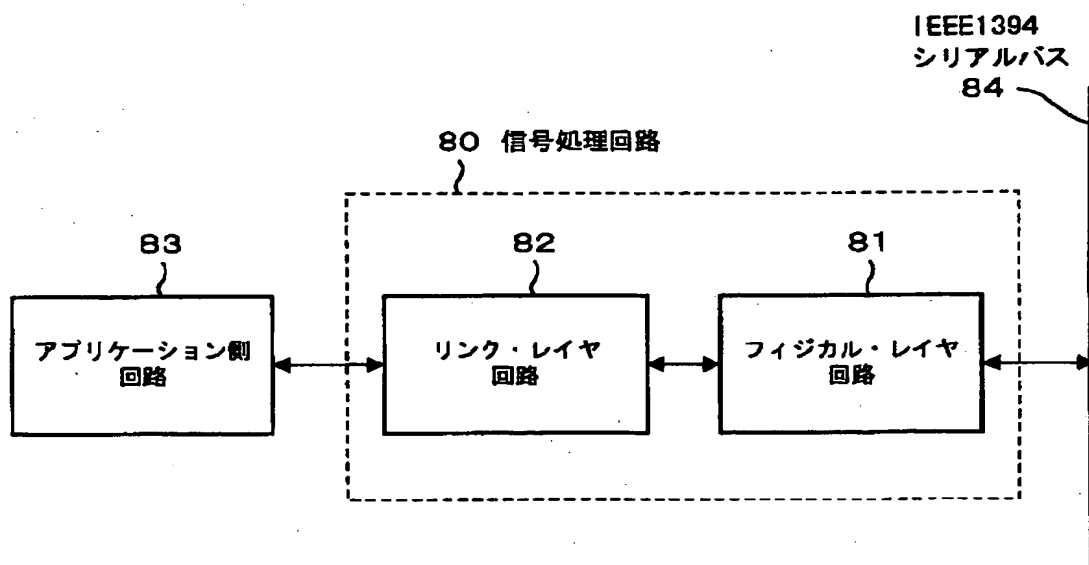 IEEE1394
シリアルバス
84
80 信号処理回路
83
82
81
アプリケーション側
回路
リンク・レイヤ
回路
フィジカル・レイヤ
回路